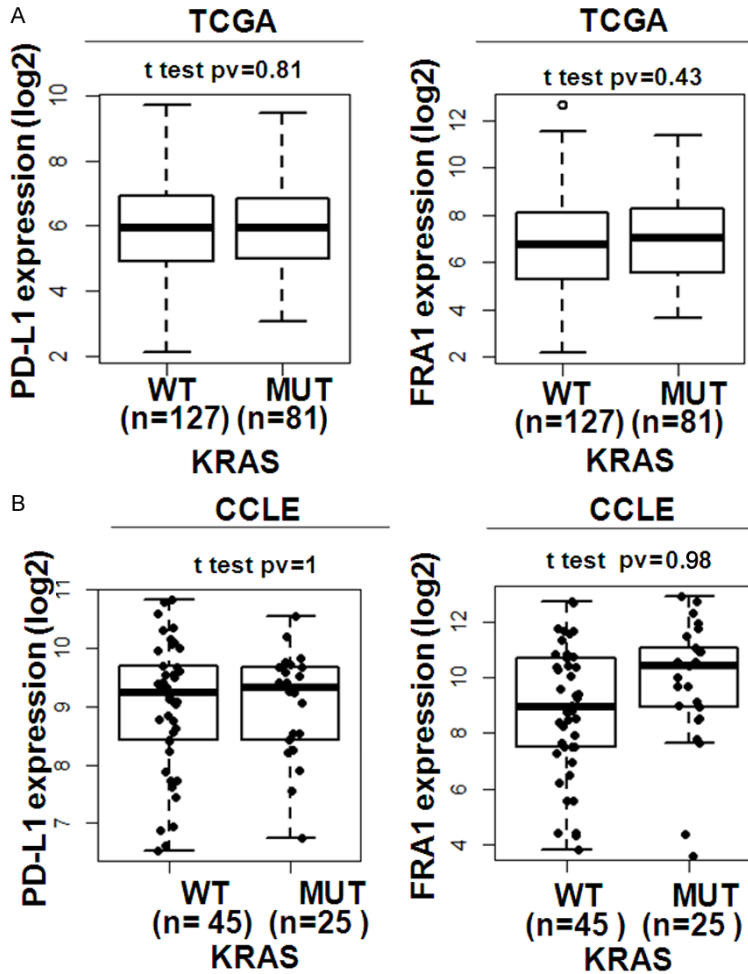 A
TCGA
t test pv=0.81
PD-L1 expression (log2)
10
8
6
4
2
WT
MUT
(n=127)
(n=81)
KRAS
TCGA
t test pv=0.43
FRA1 expression (log2)
12
10
8
6
4
2
WT
MUT
(n=127)
(n=81)
KRAS
B
CCLE
t test pv=1
PD-L1 expression (log2)
11
10
9
8
7
WT
MUT
(n= 45)
(n=25 )
KRAS
CCLE
t test pv=0.98
FRA1 expression (log2)
12
10
8
6
4
WT
MUT
(n=45 )
(n=25 )
KRAS